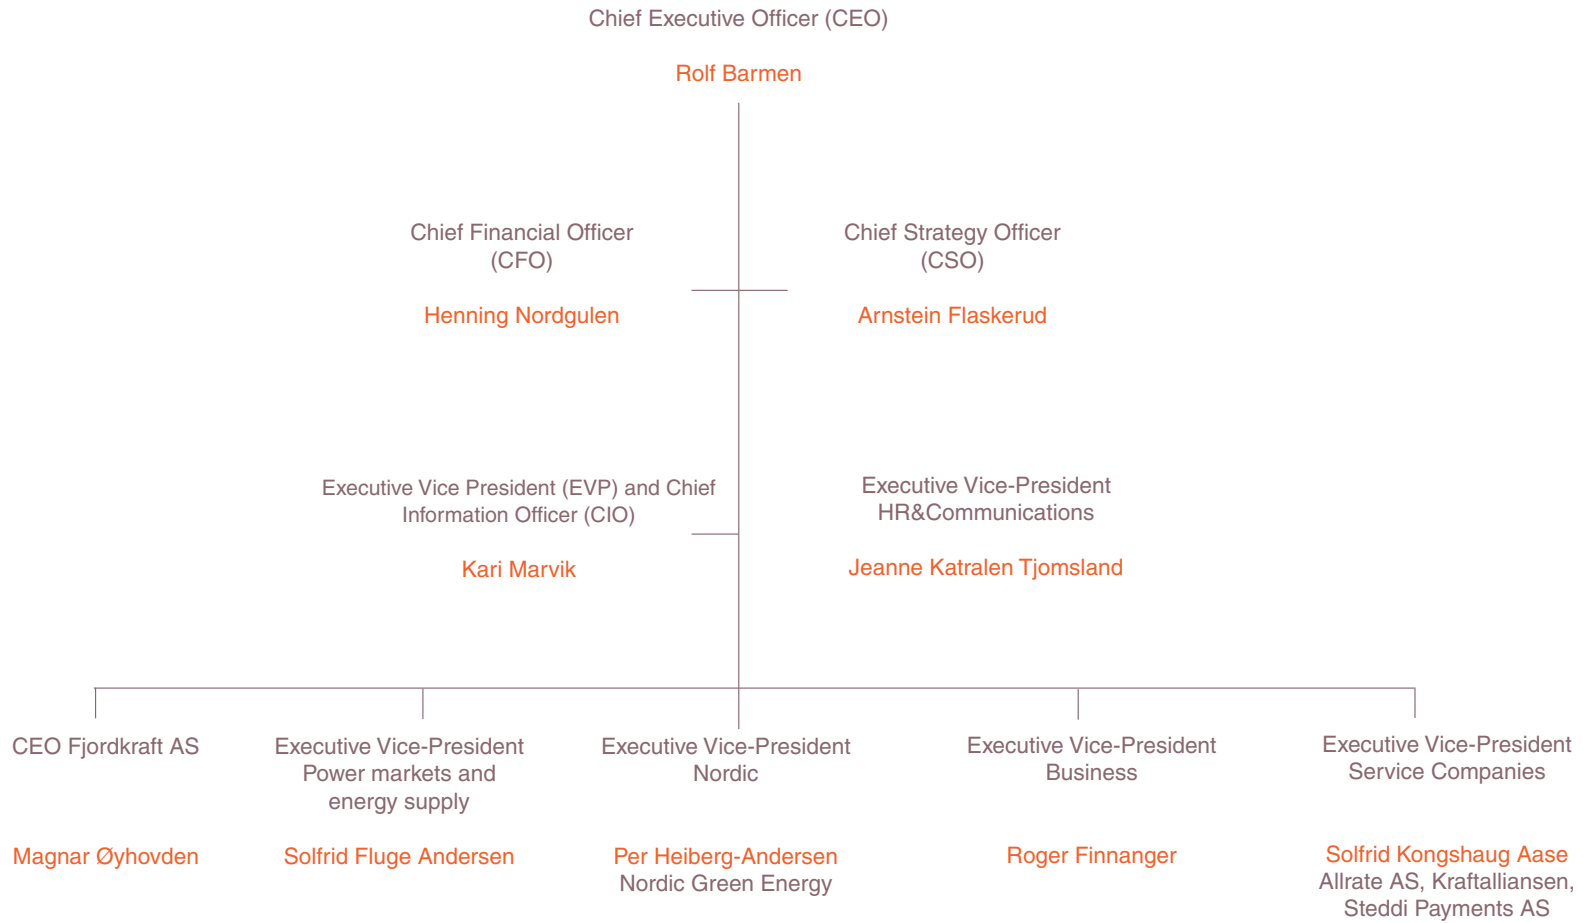 Chief Executive Officer (CEO)
Rolf Barmen
Chief Financial Officer
(CFO)
Henning Nordgulen
Chief Strategy Officer
(CSO)
Arnstein Flaskerud
Executive Vice President (EVP) and Chief
Information Officer (CIO)
Kari Marvik
Executive Vice-President
HR&Communications
Jeanne Katralen Tjomsland
CEO Fjordkraft AS
Magnar Øyhovden
Executive Vice-President
Power markets and
energy supply
Solfrid Fluge Andersen
Executive Vice-President
Nordic
Per Heiberg-Andersen
Nordic Green Energy
Executive Vice-President
Business
Roger Finnanger
Executive Vice-President
Service Companies
Solfrid Kongshaug Aase
Allrate AS, Kraftalliansen,
Steddi Payments AS